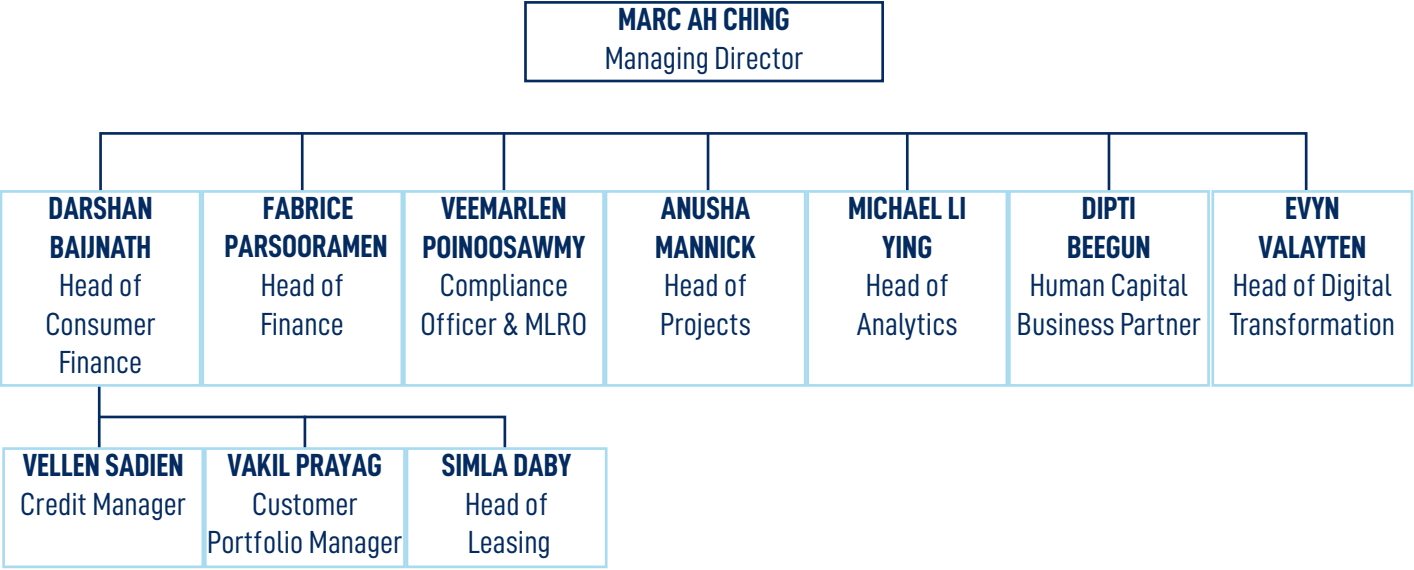 MARC AH CHING
Managing Director
DARSHAN
BAIJNATH
Head of
Consumer
Finance
FABRICE
PARSOORAMEN
Head of
Finance
VEEMARLEN
POINOOSAWMY
Compliance
Officer & MLRO
ANUSHA
MANNICK
Head of
Projects
MICHAEL LI
YING
Head of
Analytics
DIPTI
BEEGUN
Human Capital
Business Partner
EVYN
VALAYTEN
Head of Digital
Transformation
VELLEN SADIEN
Credit Manager
VAKIL PRAYAG
Customer
Portfolio Manager
SIMLA DABY
Head of
Leasing